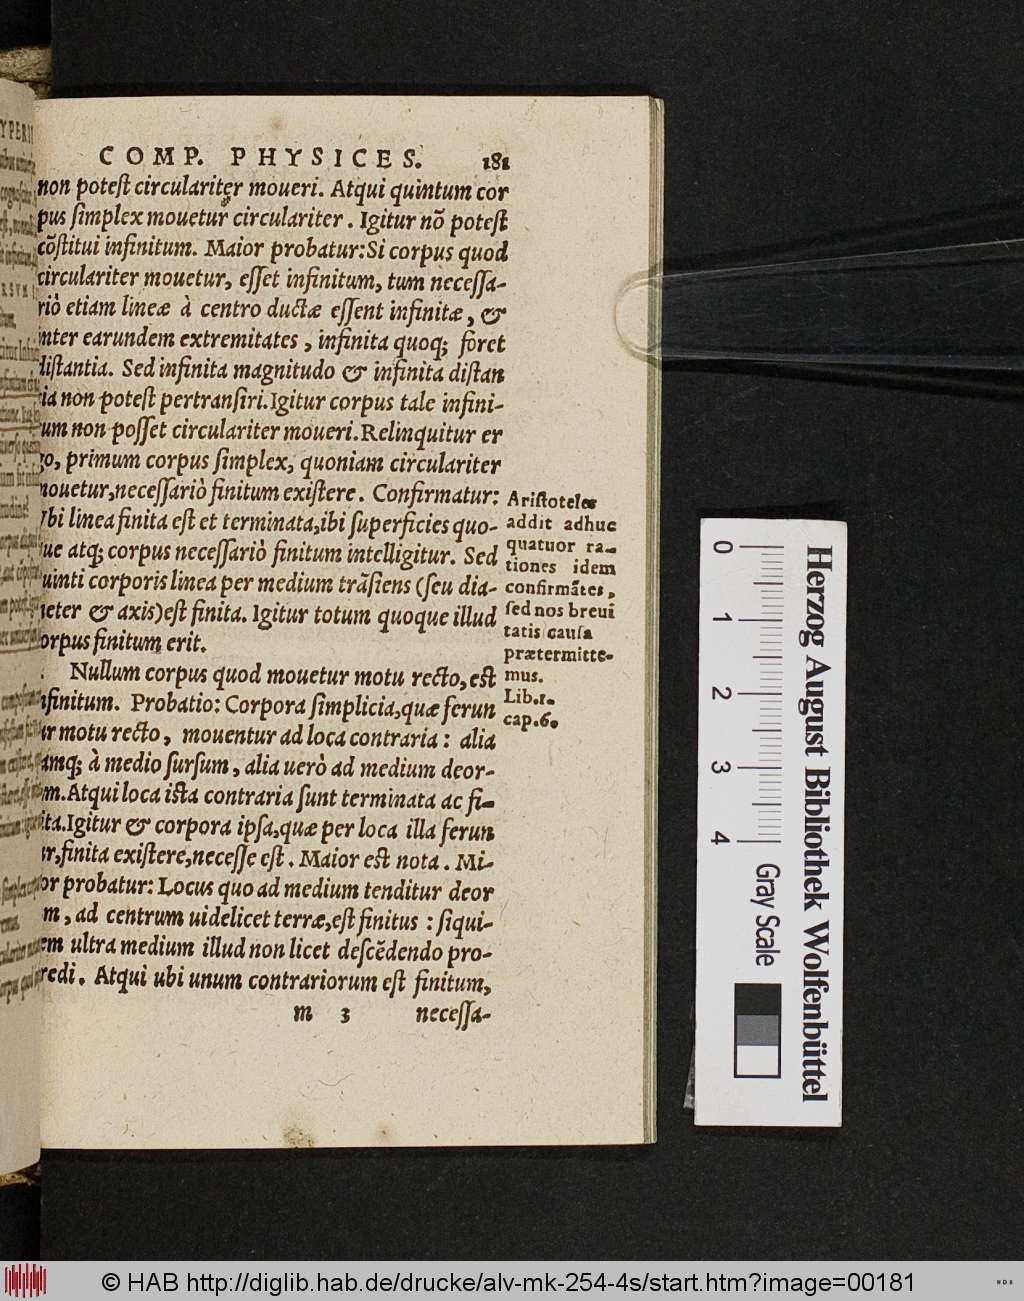 COMP. PHYSICES. 181
non potest circulariter moueri. Atqui quintum cor
pus simplex mouetur circulariter. Igitur nõ potest
cõstitui infinitum. Maior probatur: Si corpus quod
circulariter mouetur, esset infinitum, tum necessa-
riò etiam lineæ à centro ductæ essent infinitæ, &
inter earundem extremitates, infinita quoq; foret
distantia. Sed infinita magnitudo & infinita distan
tia non potest pertransiri. Igitur corpus tale infini-
tum non posset circulariter moueri. Relinquitur er
go, primum corpus simplex, quoniam circulariter
mouetur, necessariò finitum existere. Confirmatur:
Vbi linea finita est et terminata, ibi superficies quo-
que atq; corpus necessariò finitum intelligitur. Sed
quinti corporis linea per medium trãsiens (seu dia-
meter & axis) est finita. Igitur totum quoque illud
corpus finitum erit.
Nullum corpus quod mouetur motu recto, est
infinitum. Probatio: Corpora simplicia, quæ ferun
tur motu recto, mouentur ad loca contraria: alia
namq; à medio sursum, alia uerò ad medium deor-
sum. Atqui loca ista contraria sunt terminata ac fi-
nita. Igitur & corpora ipsa, quæ per loca illa ferun
tur, finita existere, necesse est. Maior est nota. Mi-
nor probatur: Locus quo ad medium tenditur deor
sum, ad centrum uidelicet terræ, est finitus: siqui-
dem ultra medium illud non licet descẽdendo pro-
gredi. Atqui ubi unum contrariorum est finitum,
m 3 necessa-
Aristoteles
addit adhuc
quatuor ra-
tiones idem
confirmãtes,
sed nos breui
tatis causa
prætermitte-
mus.
Lib.1.
cap.6.
0 1 2 3 4
Herzog August Bibliothek Wolfenbüttel
Gray Scale
© HAB http://diglib.hab.de/drucke/alv-mk-254-4s/start.htm?image=00181